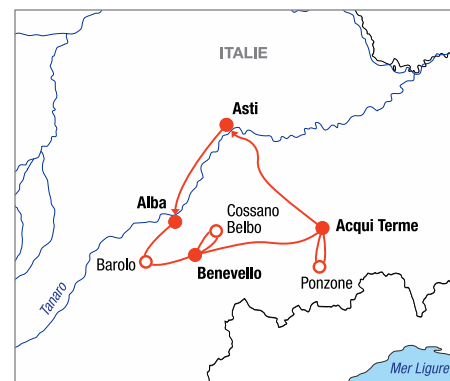 ITALIE
Asti
Alba
Cossano
Belbo
Acqui Terme
Barolo
Benevello
Ponzone
Tanaro
Mer Ligure